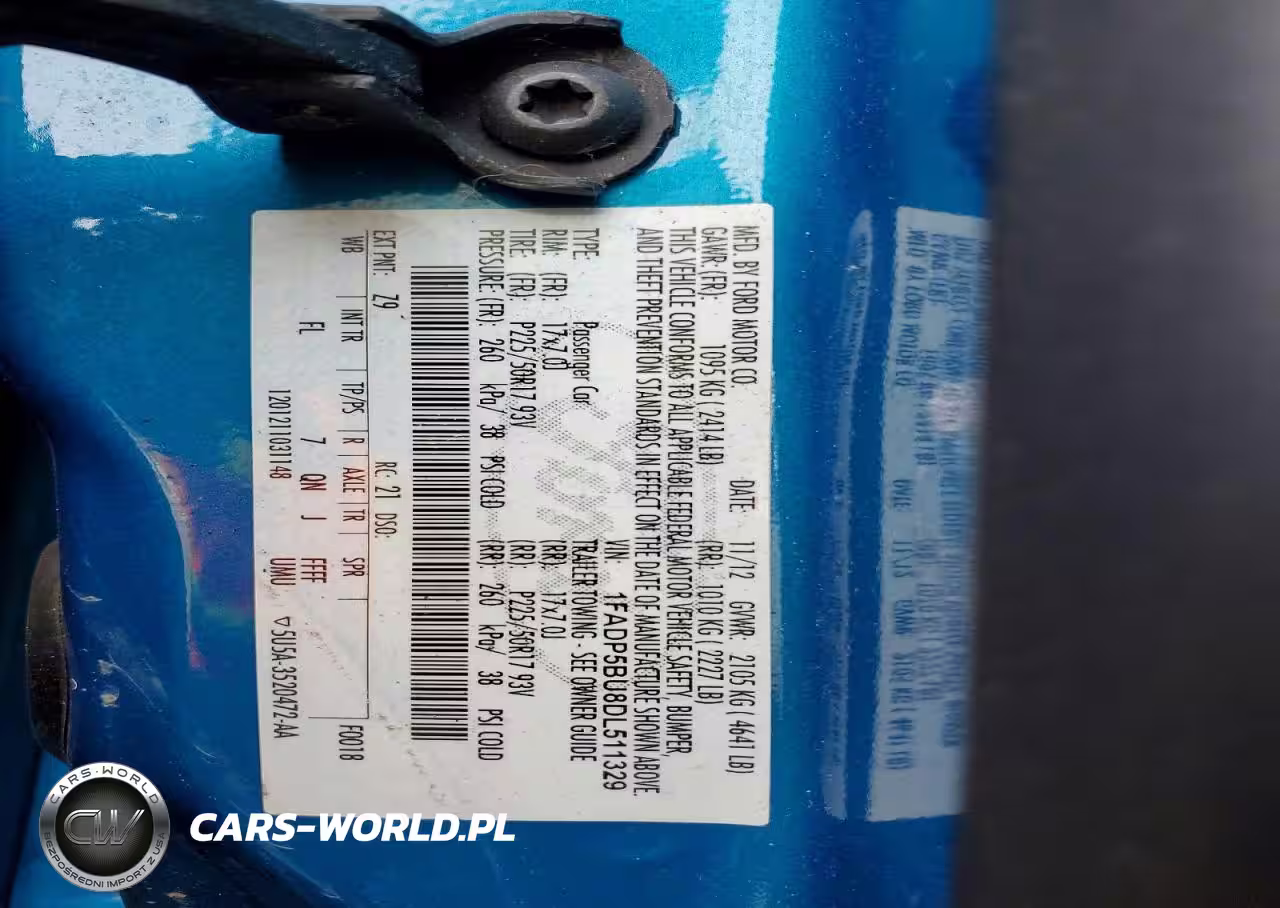 MFD. BY FORD MOTOR CO. DATE: 11/12 GVWR: 2105 KG ( 4641 LB)
GAWR: (FR): 1095 KG ( 2414 LB) (RR): 1010 KG ( 2227 LB)
THIS VEHICLE CONFORMS TO ALL APPLICABLE FEDERAL MOTOR VEHICLE SAFETY, BUMPER,
AND THEFT PREVENTION STANDARDS IN EFFECT ON THE DATE OF MANUFACTURE SHOWN ABOVE.
VIN: 1FADP5BU8DL511329
TYPE: Passenger Car TRAILER TOWING - SEE OWNER GUIDE
RIM: (FR): 17x7.0J (RR): 17x7.0J
TIRE: (FR): P225/50R17 93V (RR): P225/50R17 93V
PRESSURE: (FR): 260 kPa/ 38 PSI COLD (RR): 260 kPa/ 38 PSI COLD
EXT PNT: Z9 RC: 21 DSO: F0018
WB INT TR TP/PS R AXLE TR SPR
FL 7 QN J FFFF
1201211031148 UMU ▽5U5A-3520472-AA
CARS-WORLD
CW
BEZPOŚREDNI IMPORT Z USA
CARS-WORLD.PL